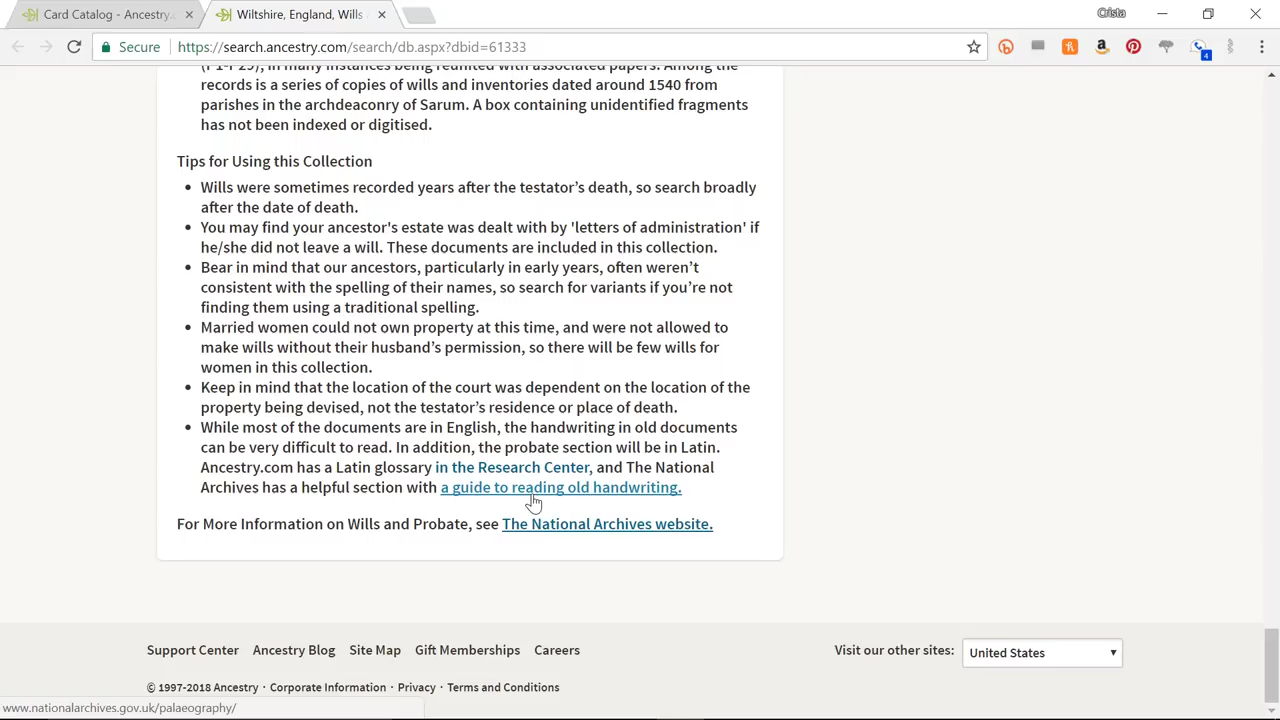 Card Catalog - Ancestry.
Wiltshire, England, Wills
Crista
Secure
https://search.ancestry.com/search/db.aspx?dbid=61333
4
(P1-P29), in many instances being reunited with associated papers. Among the
records is a series of copies of wills and inventories dated around 1540 from
parishes in the archdeaconry of Sarum. A box containing unidentified fragments
has not been indexed or digitised.
Tips for Using this Collection
• Wills were sometimes recorded years after the testator’s death, so search broadly
after the date of death.
• You may find your ancestor's estate was dealt with by 'letters of administration' if
he/she did not leave a will. These documents are included in this collection.
• Bear in mind that our ancestors, particularly in early years, often weren’t
consistent with the spelling of their names, so search for variants if you’re not
finding them using a traditional spelling.
• Married women could not own property at this time, and were not allowed to
make wills without their husband’s permission, so there will be few wills for
women in this collection.
• Keep in mind that the location of the court was dependent on the location of the
property being devised, not the testator’s residence or place of death.
• While most of the documents are in English, the handwriting in old documents
can be very difficult to read. In addition, the probate section will be in Latin.
Ancestry.com has a Latin glossary in the Research Center, and The National
Archives has a helpful section with a guide to reading old handwriting.
For More Information on Wills and Probate, see The National Archives website.
Support Center Ancestry Blog Site Map Gift Memberships Careers
Visit our other sites: United States
© 1997-2018 Ancestry · Corporate Information · Privacy · Terms and Conditions
www.nationalarchives.gov.uk/palaeography/